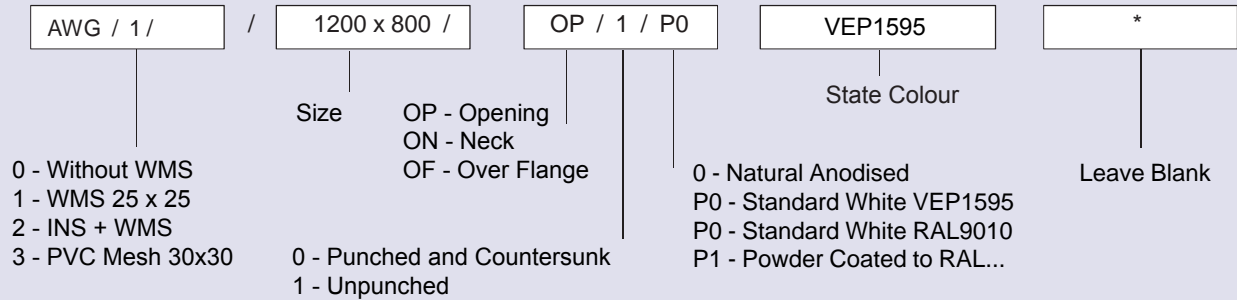 AWG / 1 / / 1200 x 800 / OP / 1 / P0 VEP1595 *
Size
OP - Opening
ON - Neck
OF - Over Flange
State Colour
0 - Without WMS
1 - WMS 25 x 25
2 - INS + WMS
3 - PVC Mesh 30x30
0 - Punched and Countersunk
1 - Unpunched
0 - Natural Anodised
P0 - Standard White VEP1595
P0 - Standard White RAL9010
P1 - Powder Coated to RAL...
Leave Blank